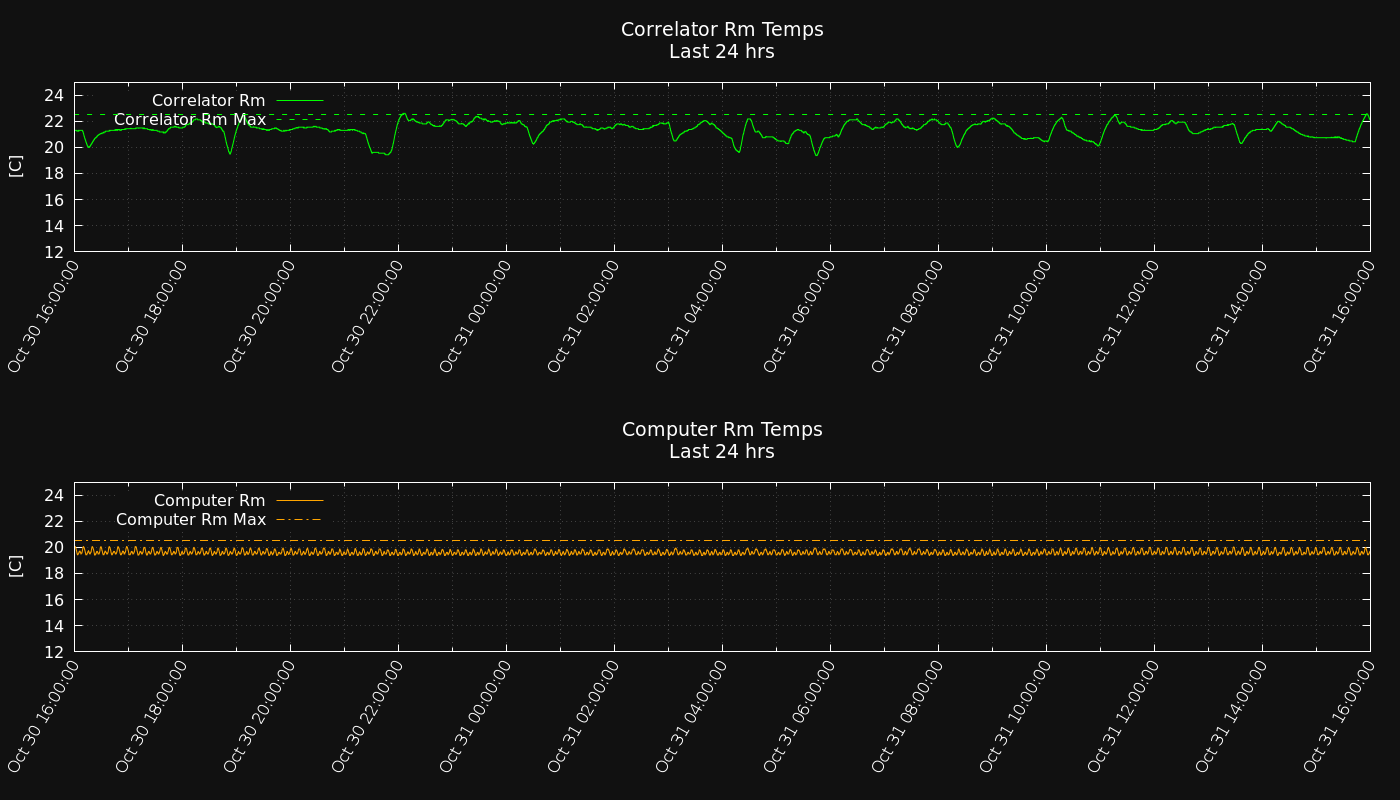 Correlator Rm Temps
Last 24 hrs
Correlator Rm
Correlator Rm Max
[C]
24
22
20
18
16
14
12
Oct 30 16:00:00
Oct 30 18:00:00
Oct 30 20:00:00
Oct 30 22:00:00
Oct 31 00:00:00
Oct 31 02:00:00
Oct 31 04:00:00
Oct 31 06:00:00
Oct 31 08:00:00
Oct 31 10:00:00
Oct 31 12:00:00
Oct 31 14:00:00
Oct 31 16:00:00
Computer Rm Temps
Last 24 hrs
Computer Rm
Computer Rm Max
[C]
24
22
20
18
16
14
12
Oct 30 16:00:00
Oct 30 18:00:00
Oct 30 20:00:00
Oct 30 22:00:00
Oct 31 00:00:00
Oct 31 02:00:00
Oct 31 04:00:00
Oct 31 06:00:00
Oct 31 08:00:00
Oct 31 10:00:00
Oct 31 12:00:00
Oct 31 14:00:00
Oct 31 16:00:00